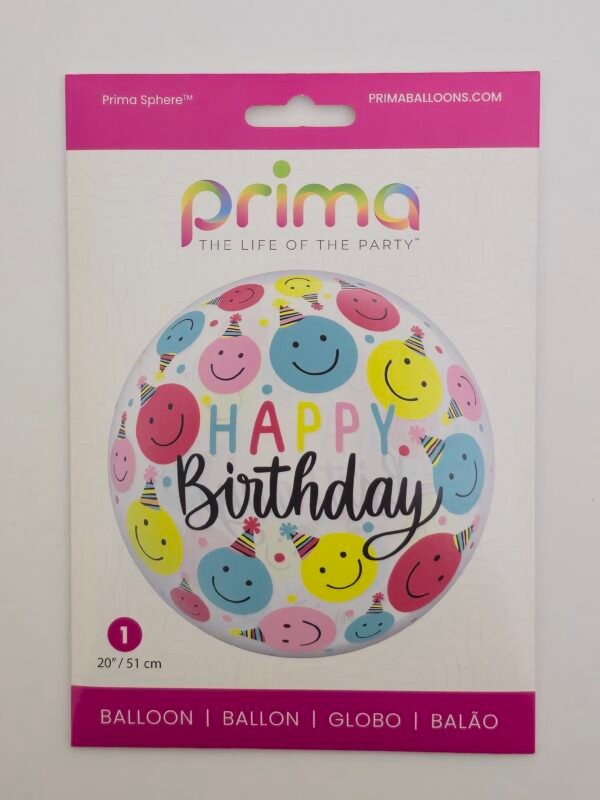 Prima Sphere™
PRIMABALLOONS.COM
prima™
THE LIFE OF THE PARTY™
HAPPY
Birthday
1
20"/ 51 cm
BALLOON | BALLON | GLOBO | BALÃO